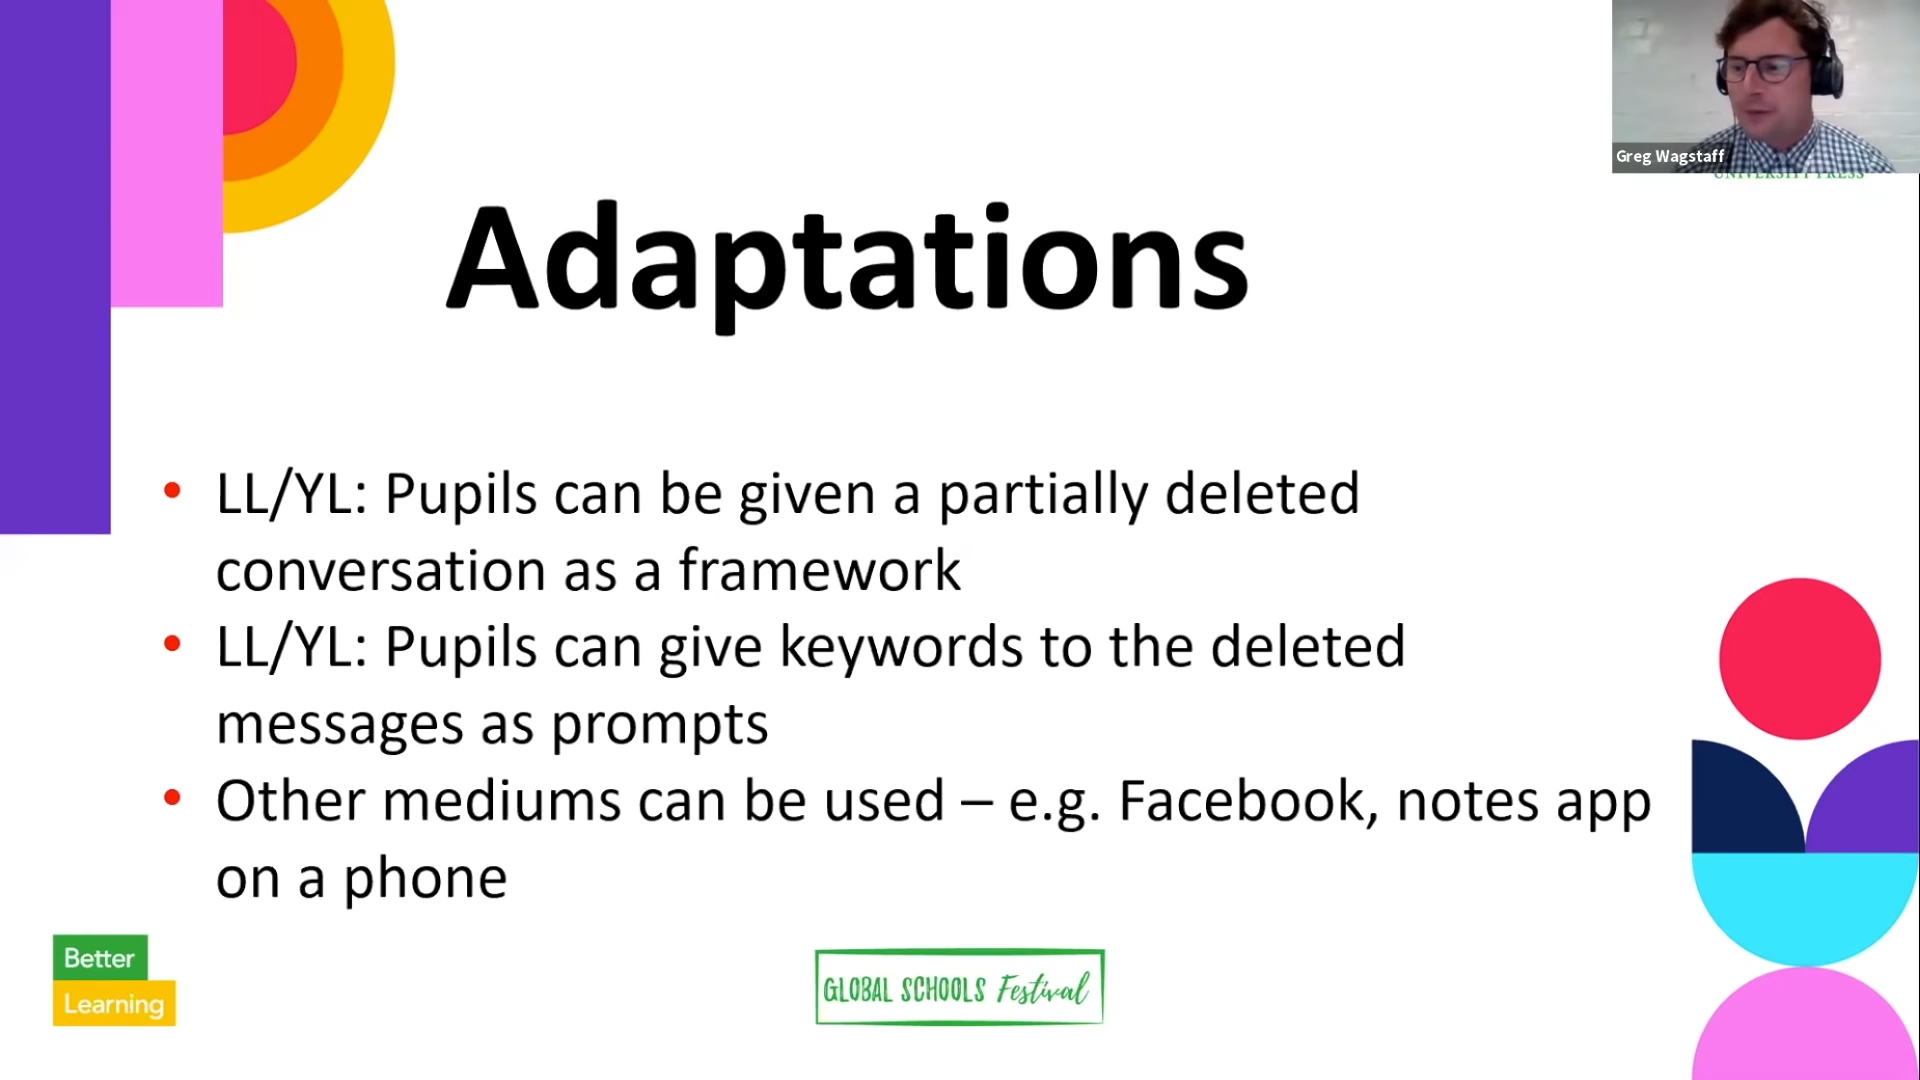 Greg Wagstaff
UNIVERSITY PRESS
Adaptations
• LL/YL: Pupils can be given a partially deleted
conversation as a framework
• LL/YL: Pupils can give keywords to the deleted
messages as prompts
• Other mediums can be used – e.g. Facebook, notes app
on a phone
Better
Learning
GLOBAL SCHOOLS Festival